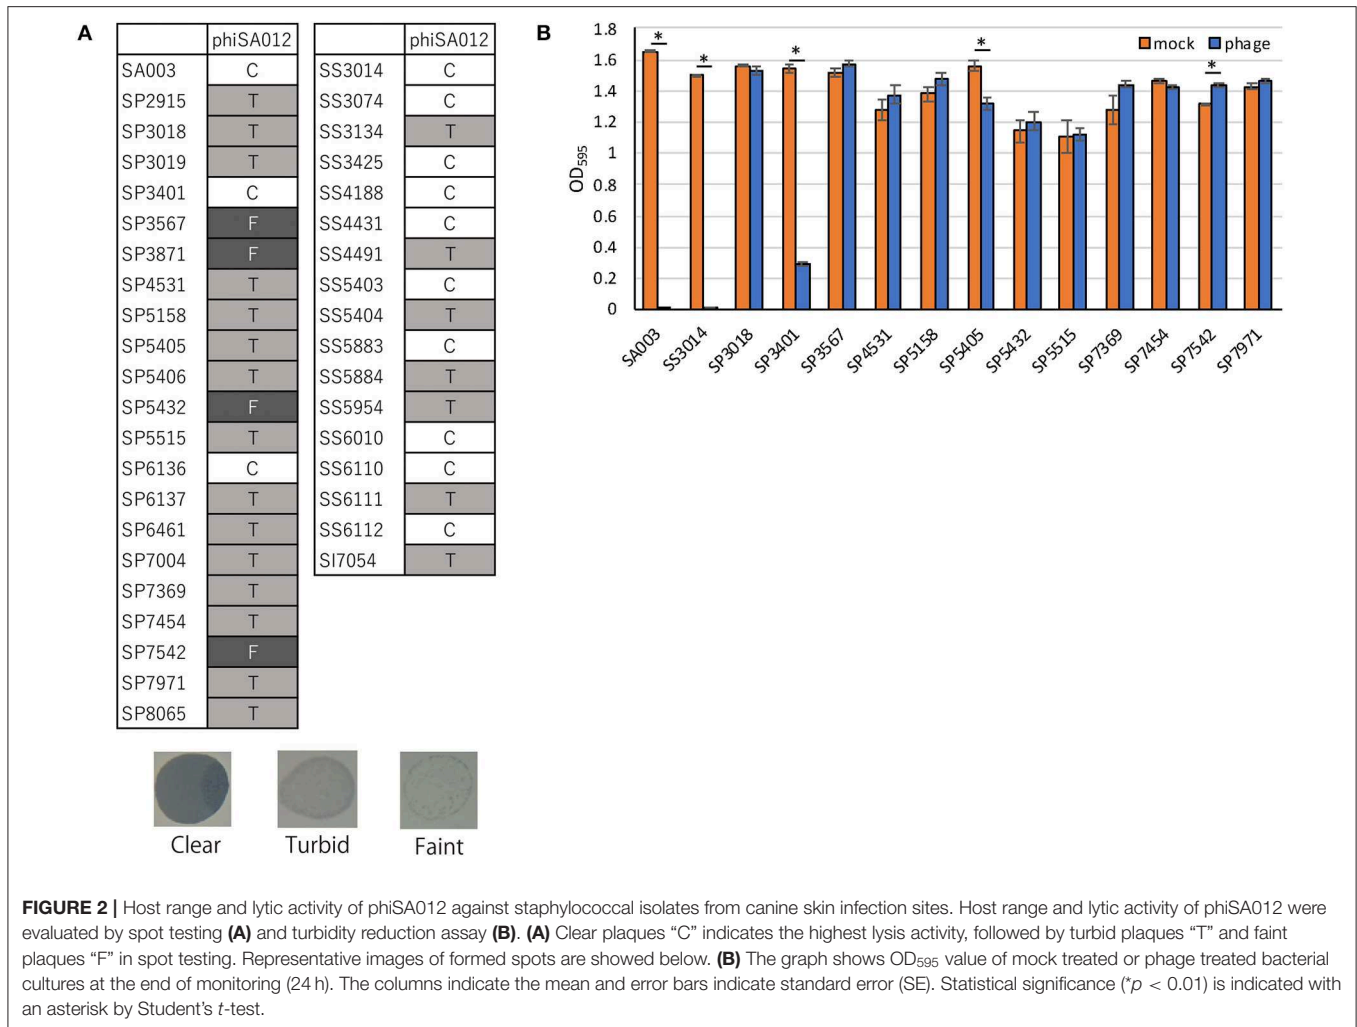 A
phiSA012
SA003 C
SP2915 T
SP3018 T
SP3019 T
SP3401 C
SP3567 F
SP3871 F
SP4531 T
SP5158 T
SP5405 T
SP5406 T
SP5432 F
SP5515 T
SP6136 C
SP6137 T
SP6461 T
SP7004 T
SP7369 T
SP7454 T
SP7542 F
SP7971 T
SP8065 T
phiSA012
SS3014 C
SS3074 C
SS3134 T
SS3425 C
SS4188 C
SS4431 C
SS4491 T
SS5403 C
SS5404 T
SS5883 C
SS5884 T
SS5954 T
SS6010 C
SS6110 C
SS6111 T
SS6112 C
SI7054 T
Clear Turbid Faint
B
mock phage
* * * * *
OD595
1.8
1.6
1.4
1.2
1
0.8
0.6
0.4
0.2
0
SA003 SS3014 SP3018 SP3401 SP3567 SP4531 SP5158 SP5405 SP5432 SP5515 SP7369 SP7454 SP7542 SP7971
FIGURE 2 | Host range and lytic activity of phiSA012 against staphylococcal isolates from canine skin infection sites. Host range and lytic activity of phiSA012 were
evaluated by spot testing (A) and turbidity reduction assay (B). (A) Clear plaques “C” indicates the highest lysis activity, followed by turbid plaques “T” and faint
plaques “F” in spot testing. Representative images of formed spots are showed below. (B) The graph shows OD595 value of mock treated or phage treated bacterial
cultures at the end of monitoring (24 h). The columns indicate the mean and error bars indicate standard error (SE). Statistical significance (*p < 0.01) is indicated with
an asterisk by Student’s t-test.